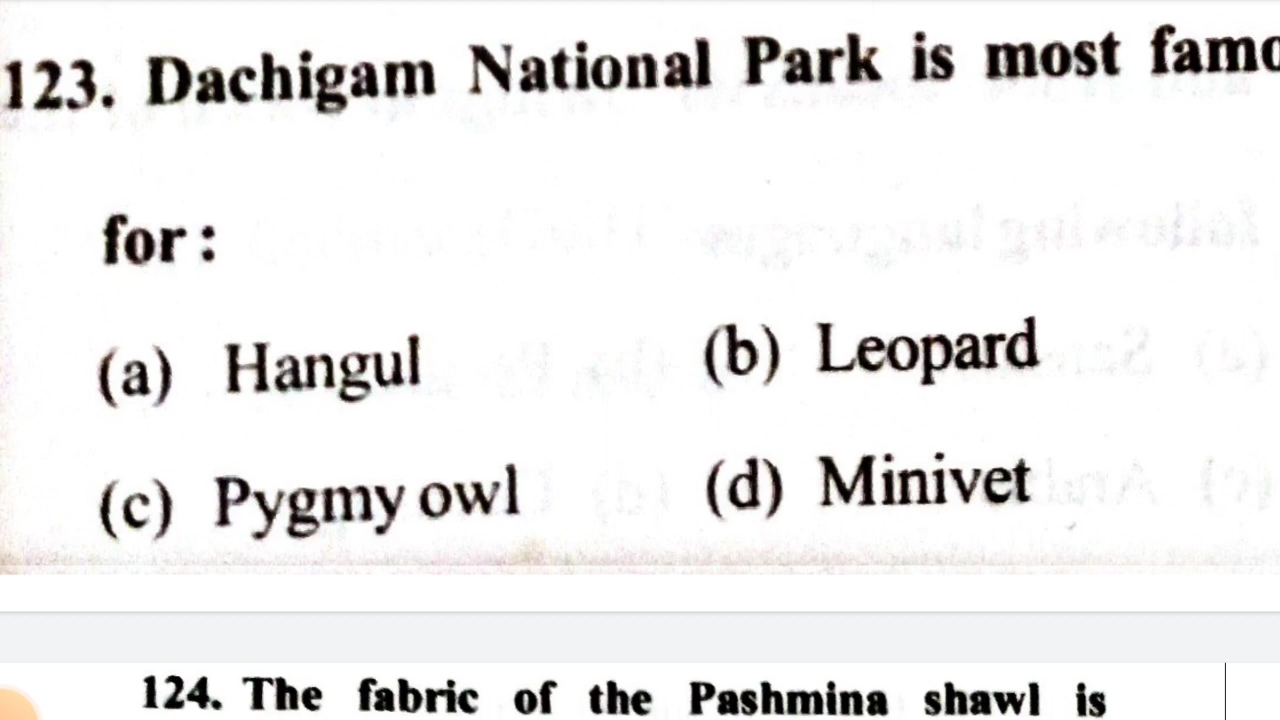 123. Dachigam National Park is most
for :
(a) Hangul (b) Leopard
(c) Pygmy owl (d) Minivet
124. The fabric of the Pashmina shawl is